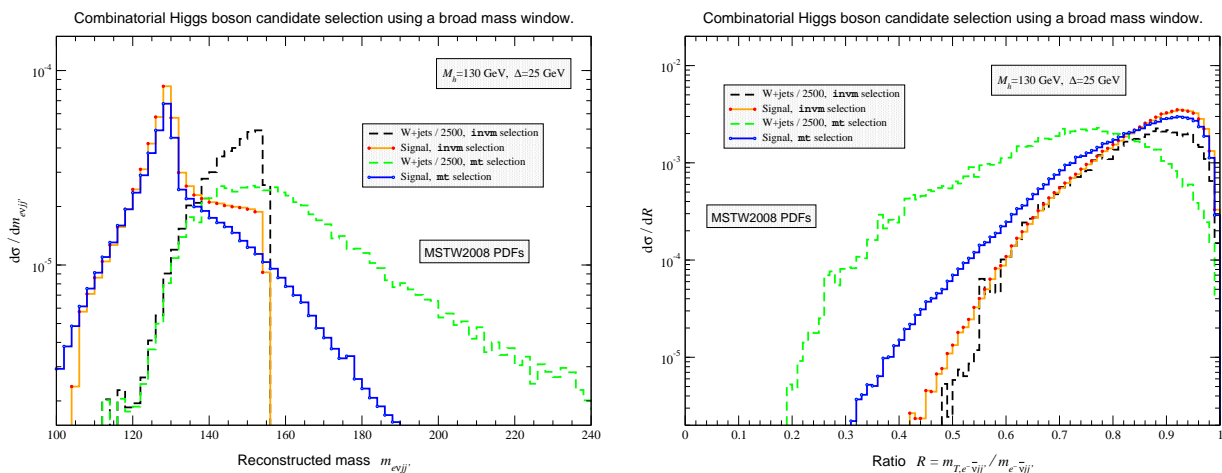 Combinatorial Higgs boson candidate selection using a broad mass window.
10⁻⁴
10⁻⁵
dσ / dm_eνjj'
M_h=130 GeV, Δ=25 GeV
W+jets / 2500, invm selection
Signal, invm selection
W+jets / 2500, mt selection
Signal, mt selection
MSTW2008 PDFs
100 120 140 160 180 200 220 240
Reconstructed mass m_eνjj'
Combinatorial Higgs boson candidate selection using a broad mass window.
10⁻²
10⁻³
10⁻⁴
10⁻⁵
dσ / dR
M_h=130 GeV, Δ=25 GeV
W+jets / 2500, invm selection
Signal, invm selection
W+jets / 2500, mt selection
Signal, mt selection
MSTW2008 PDFs
0 0.1 0.2 0.3 0.4 0.5 0.6 0.7 0.8 0.9 1
Ratio R = m_T,e⁻ν̄jj' / m_e⁻ν̄jj'